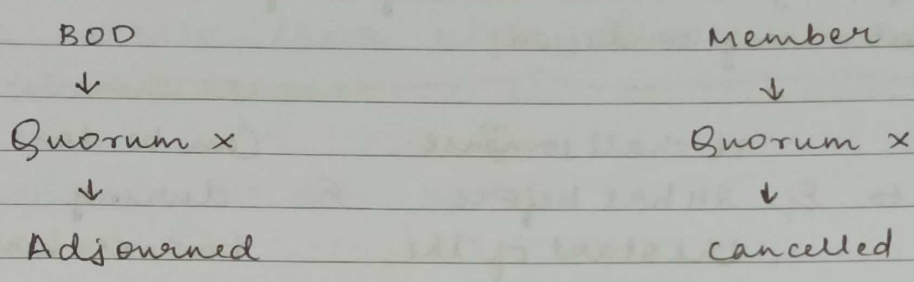 BOD Member
↓ ↓
Quorum × Quorum ×
↓ ↓
Adjourned cancelled